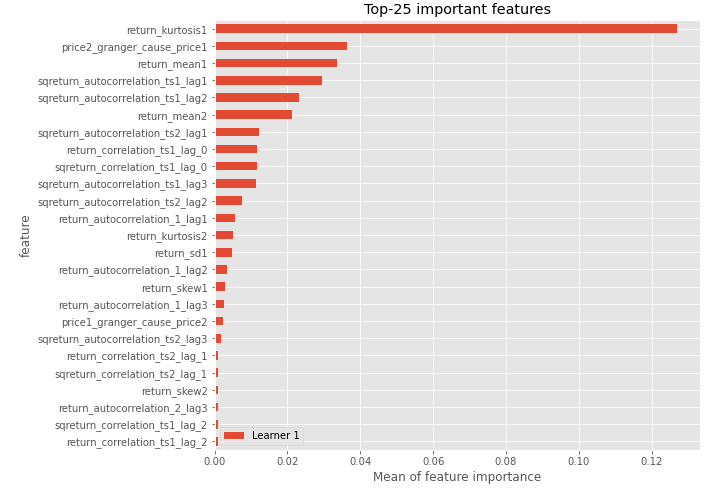 Top-25 important features
return_kurtosis1
price2_granger_cause_price1
return_mean1
sqreturn_autocorrelation_ts1_lag1
sqreturn_autocorrelation_ts1_lag2
return_mean2
sqreturn_autocorrelation_ts2_lag1
return_correlation_ts1_lag_0
sqreturn_correlation_ts1_lag_0
sqreturn_autocorrelation_ts1_lag3
sqreturn_autocorrelation_ts2_lag2
return_autocorrelation_1_lag1
return_kurtosis2
return_sd1
return_autocorrelation_1_lag2
return_skew1
return_autocorrelation_1_lag3
price1_granger_cause_price2
sqreturn_autocorrelation_ts2_lag3
return_correlation_ts2_lag_1
sqreturn_correlation_ts2_lag_1
return_skew2
return_autocorrelation_2_lag3
sqreturn_correlation_ts1_lag_2
return_correlation_ts1_lag_2
feature
Learner 1
0.00 0.02 0.04 0.06 0.08 0.10 0.12
Mean of feature importance